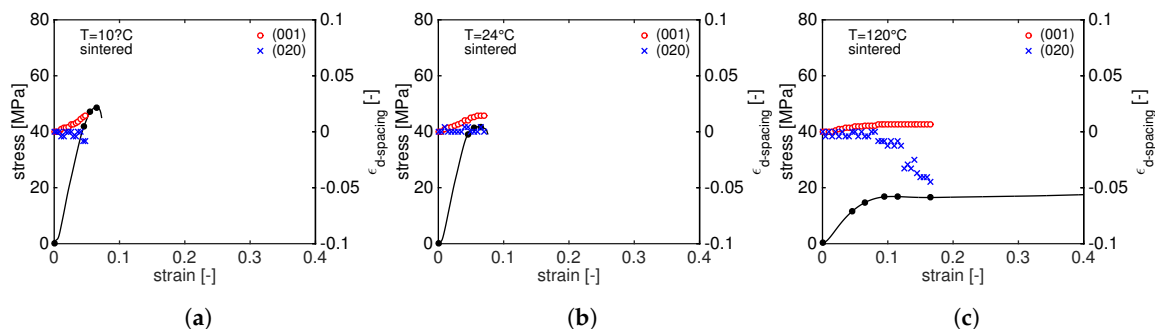 80
60
40
20
0
stress [MPa]
T=10?C
sintered
(001)
(020)
0.1
0.05
0
-0.05
-0.1
ϵ d-spacing [-]
0
0.1
0.2
0.3
0.4
strain [-]
(a)
80
60
40
20
0
stress [MPa]
T=24°C
sintered
(001)
(020)
0.1
0.05
0
-0.05
-0.1
ϵ d-spacing [-]
0
0.1
0.2
0.3
0.4
strain [-]
(b)
80
60
40
20
0
stress [MPa]
T=120°C
sintered
(001)
(020)
0.1
0.05
0
-0.05
-0.1
ϵ d-spacing [-]
0
0.1
0.2
0.3
0.4
strain [-]
(c)